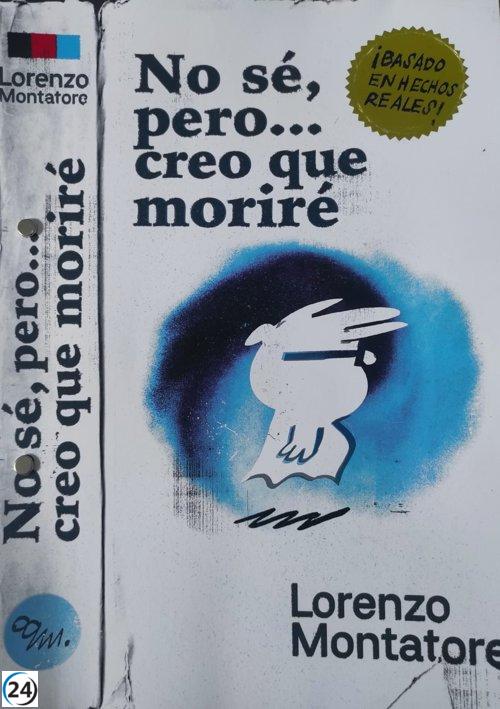 Lorenzo
Montatore
No sé, pero...
creo que moriré
No sé,
pero...
creo que
moriré
¡BASADO
EN HECHOS
REALES!
Lorenzo
Montatore
24